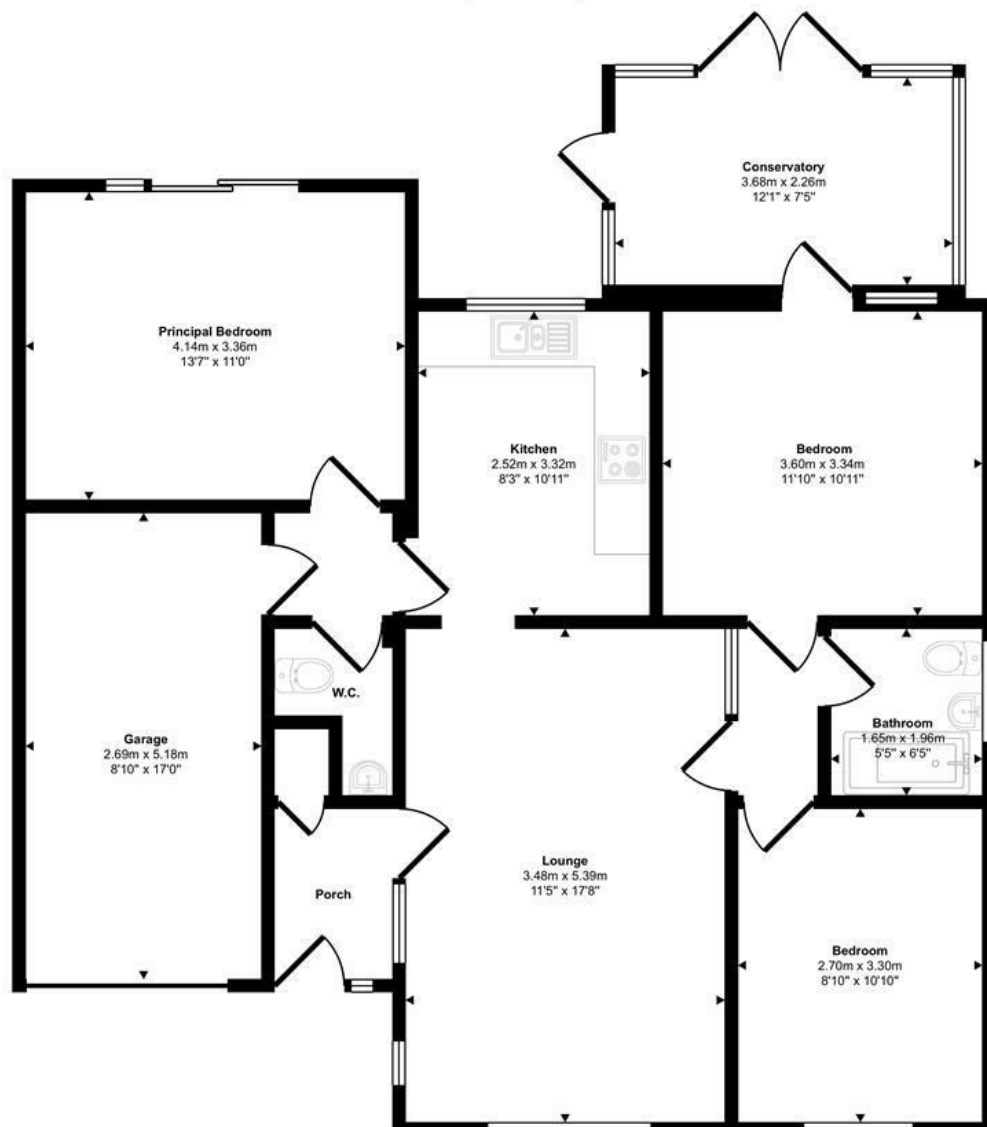 Conservatory
3.68m x 2.26m
12'1" x 7'5"
Principal Bedroom
4.14m x 3.36m
13'7" x 11'0"
Kitchen
2.52m x 3.32m
8'3" x 10'11"
Bedroom
3.60m x 3.34m
11'10" x 10'11"
W.C.
Garage
2.69m x 5.18m
8'10" x 17'0"
Bathroom
1.65m x 1.96m
5'5" x 6'5"
Lounge
3.48m x 5.39m
11'5" x 17'8"
Porch
Bedroom
2.70m x 3.30m
8'10" x 10'10"